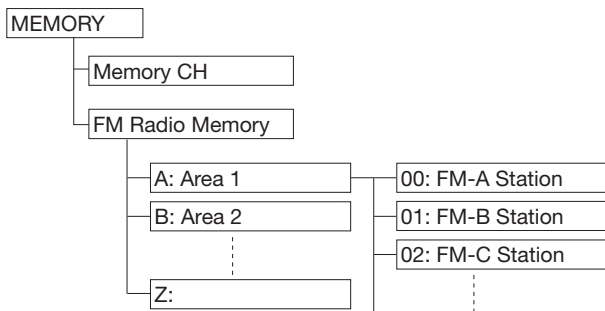 MEMORY
Memory CH
FM Radio Memory
A: Area 1
00: FM-A Station
B: Area 2
01: FM-B Station
02: FM-C Station
Z: